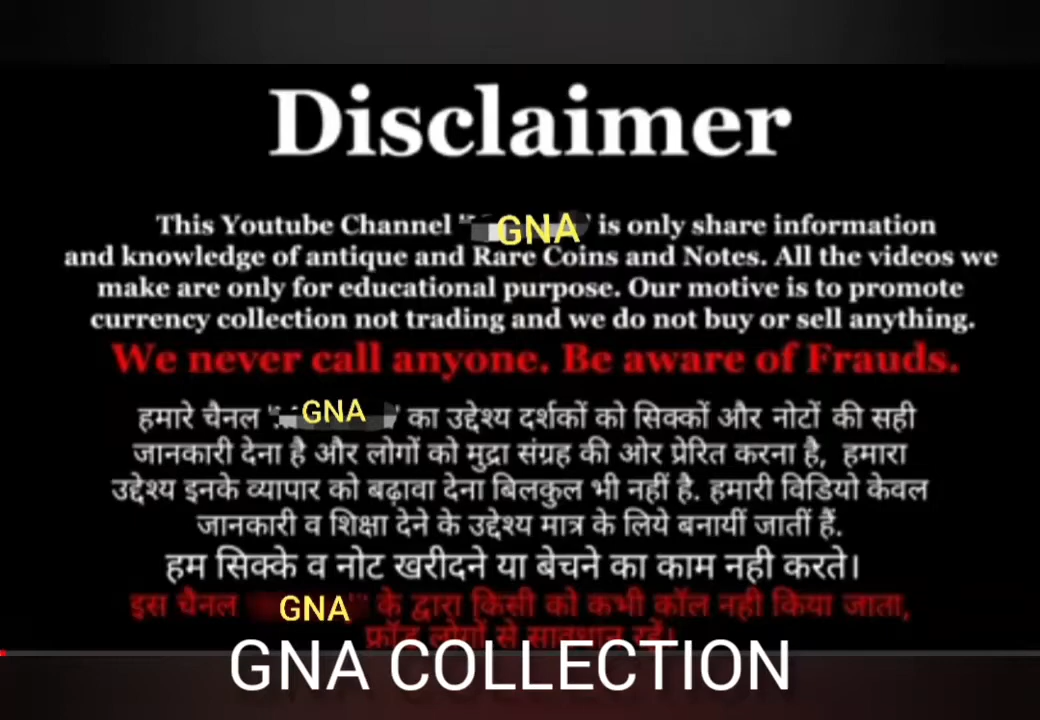 Disclaimer
This Youtube Channel " GNA ' is only share information
and knowledge of antique and Rare Coins and Notes. All the videos we
make are only for educational purpose. Our motive is to promote
currency collection not trading and we do not buy or sell anything.
We never call anyone. Be aware of Frauds.
हमारे चैनल " GNA ' का उद्देश्य दर्शकों को सिक्कों और नोटों की सही
जानकारी देना है और लोगों को मुद्रा संग्रह की ओर प्रेरित करना है, हमारा
उद्देश्य इनके व्यापार को बढ़ावा देना बिलकुल भी नहीं है. हमारी विडियो केवल
जानकारी व शिक्षा देने के उद्देश्य मात्र के लिये बनायीं जातीं हैं.
हम सिक्के व नोट खरीदने या बेचने का काम नही करते।
इस चैनल GNA " के द्वारा किसी को कभी कॉल नही किया जाता,
फ्रॉड लोगों से सावधान रहें।
GNA COLLECTION